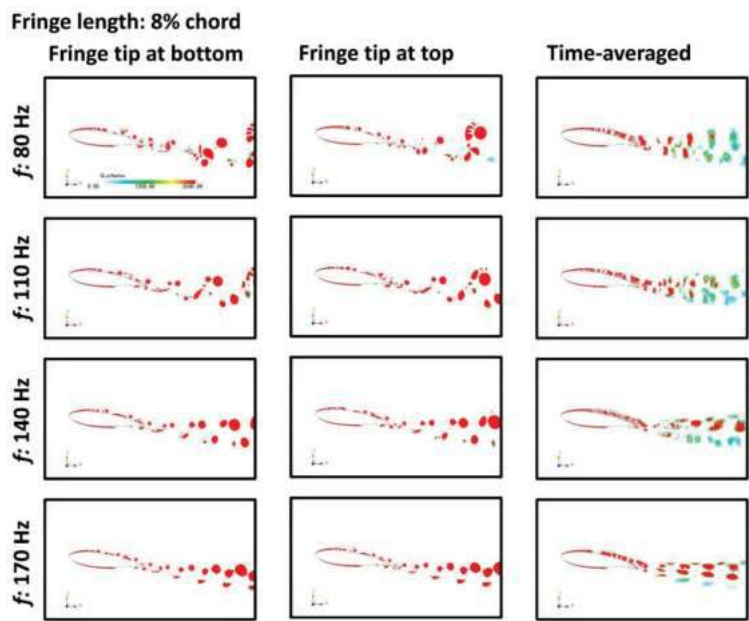 Fringe length: 8% chord
Fringe tip at bottom Fringe tip at top Time-averaged
f: 80 Hz
f: 110 Hz
f: 140 Hz
f: 170 Hz